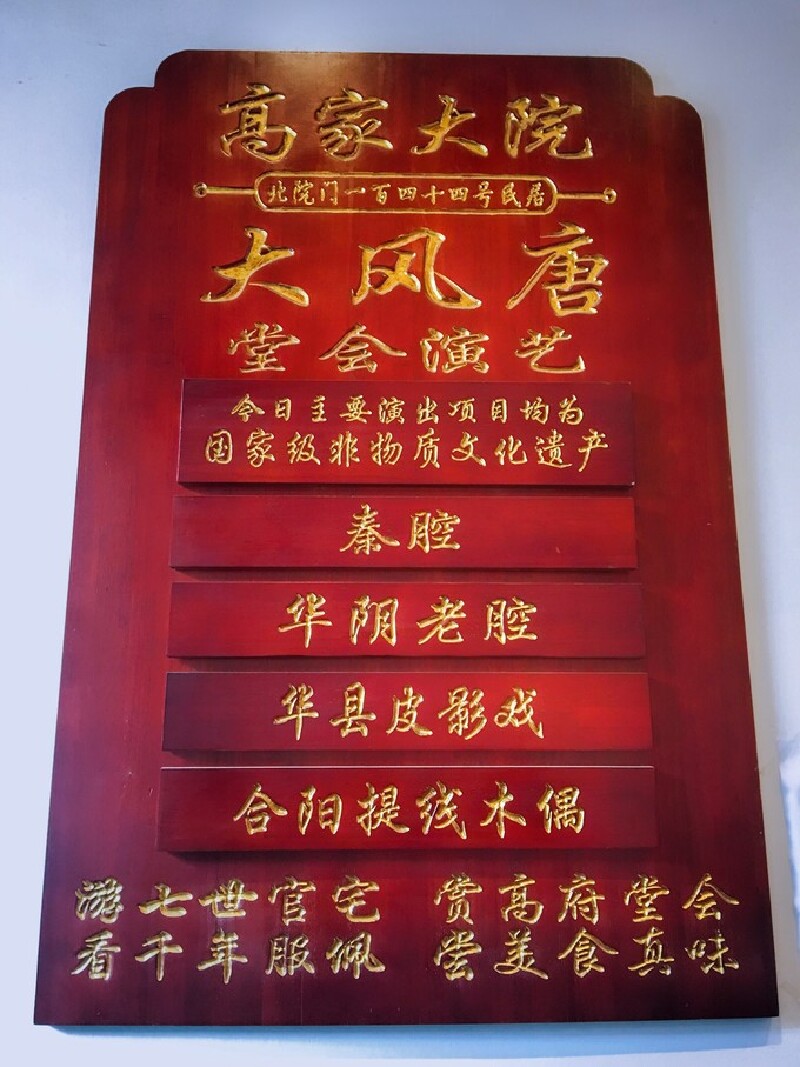 高家大院
北院门一百四十四号民居
大风唐
堂会演艺
今日主要演出项目均为
国家级非物质文化遗产
秦腔
华阴老腔
华县皮影戏
合阳提线木偶
游七世官宅 赏高府堂会
看千年服佩 尝美食真味